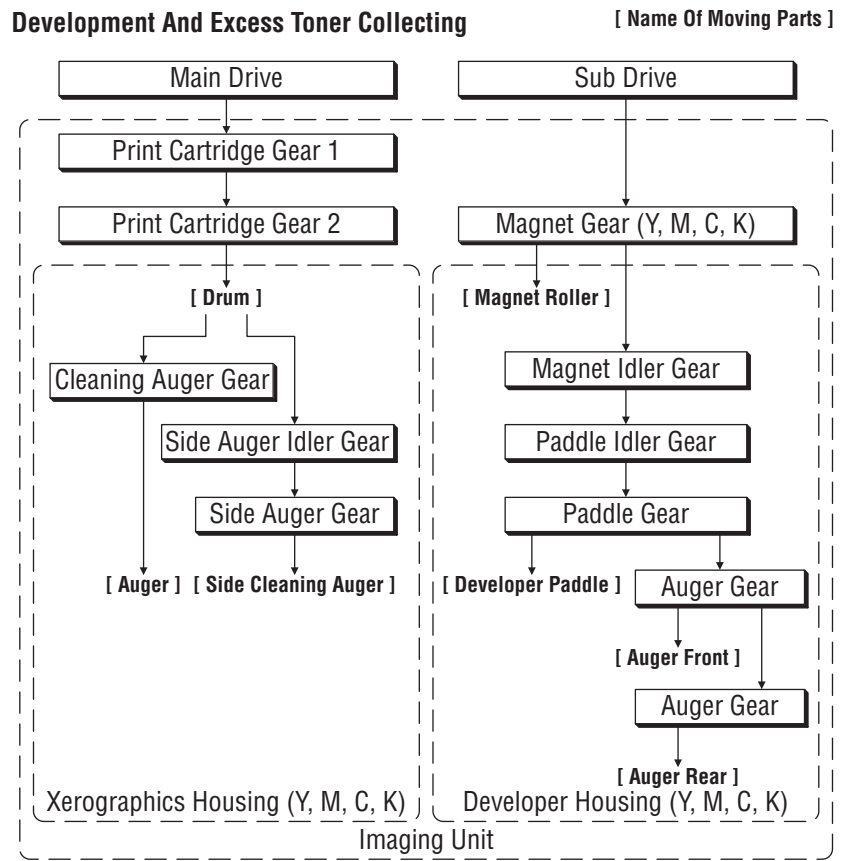 Development And Excess Toner Collecting
[ Name Of Moving Parts ]
Main Drive
Sub Drive
Print Cartridge Gear 1
Print Cartridge Gear 2
Magnet Gear (Y, M, C, K)
[ Drum ]
[ Magnet Roller ]
Cleaning Auger Gear
Magnet Idler Gear
Side Auger Idler Gear
Paddle Idler Gear
Side Auger Gear
Paddle Gear
[ Auger ]
[ Side Cleaning Auger ]
[ Developer Paddle ]
Auger Gear
[ Auger Front ]
Auger Gear
[ Auger Rear ]
Xerographics Housing (Y, M, C, K)
Developer Housing (Y, M, C, K)
Imaging Unit